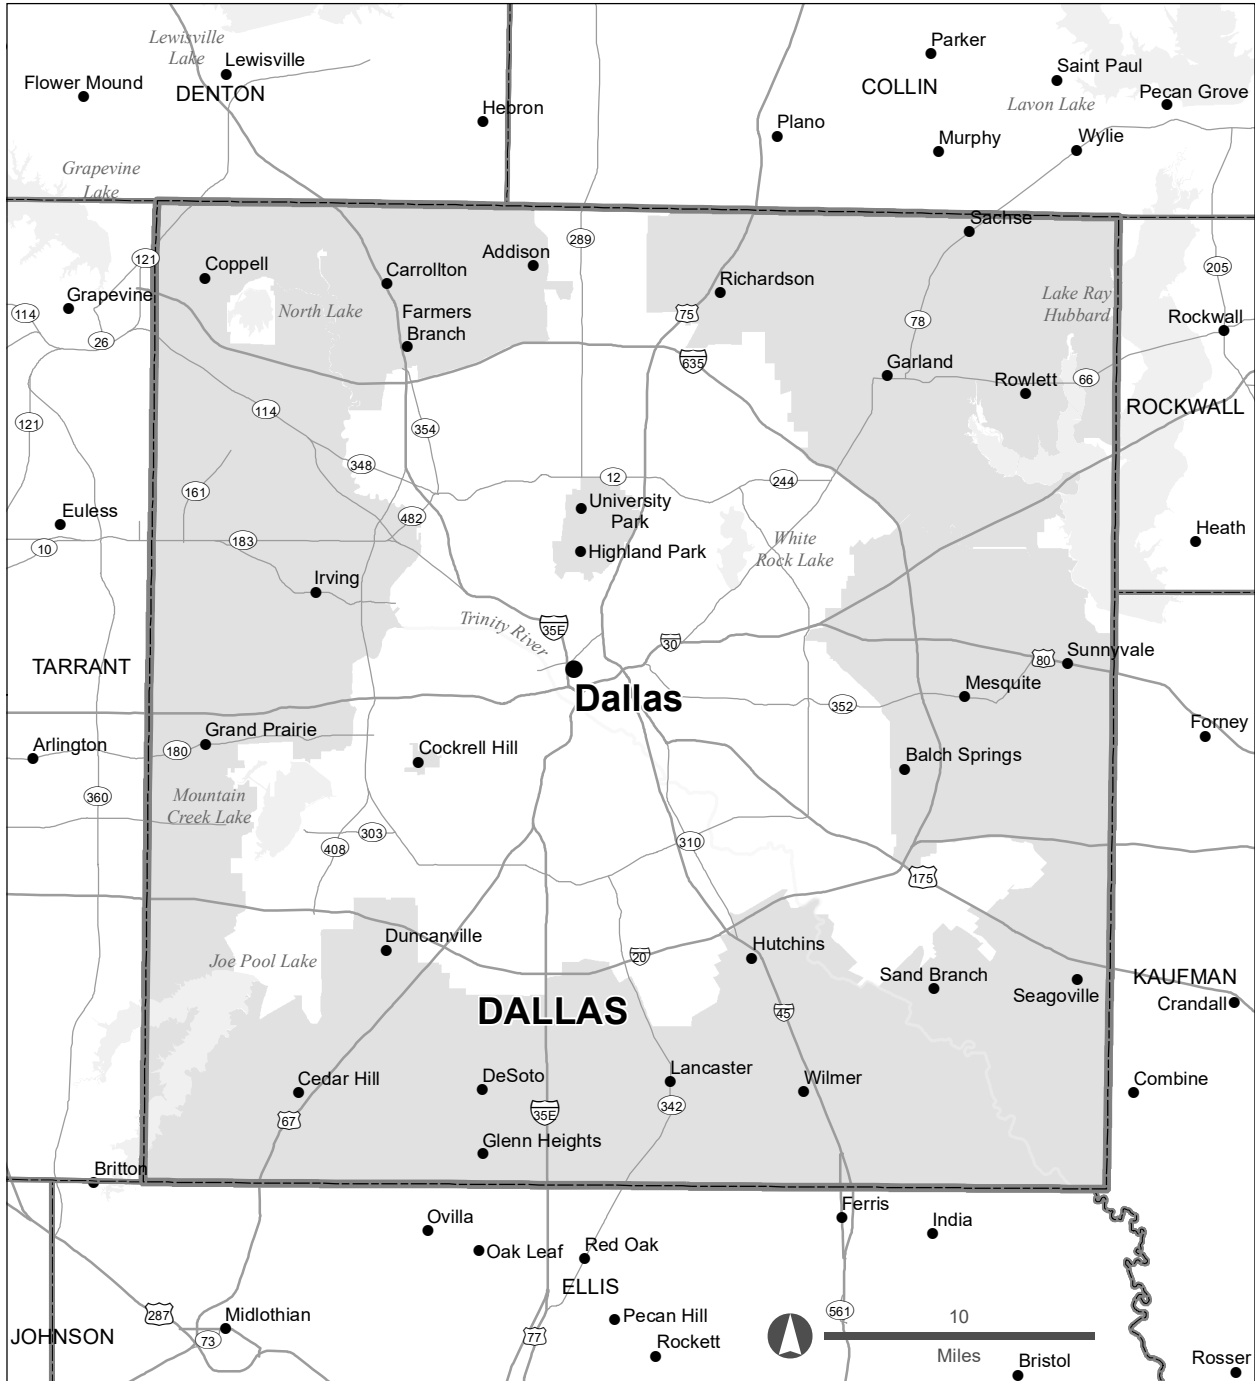 Parker
Lewisville
Lake
Lewisville
Saint Paul
Flower Mound
DENTON
COLLIN
Pecan Grove
Lavon Lake
Hebron
Plano
Murphy
Wylie
Grapevine
Lake
Sachse
289
Addison
121
Coppell
Carrollton
205
Richardson
Grapevine
Lake Ray
Hubbard
North Lake
Farmers
Branch
114
75
78
Rockwall
26
635
Garland
Rowlett
66
114
ROCKWALL
121
354
348
12
244
161
University
Park
Euless
482
Heath
10
183
White
Rock Lake
Highland Park
Irving
Trinity River
35E
30
TARRANT
80
Sunnyvale
Dallas
Mesquite
352
Forney
Grand Prairie
Arlington
180
Cockrell Hill
Balch Springs
360
Mountain
Creek Lake
303
408
310
175
Duncanville
Hutchins
20
Joe Pool Lake
Sand Branch
KAUFMAN
Seagoville
Crandall
DALLAS
45
Cedar Hill
DeSoto
Lancaster
Wilmer
Combine
67
35E
342
Glenn Heights
Britton
Ferris
Ovilla
India
Oak Leaf
Red Oak
ELLIS
287
Midlothian
Pecan Hill
561
10
JOHNSON
73
77
Rockett
Miles
Bristol
Rosser